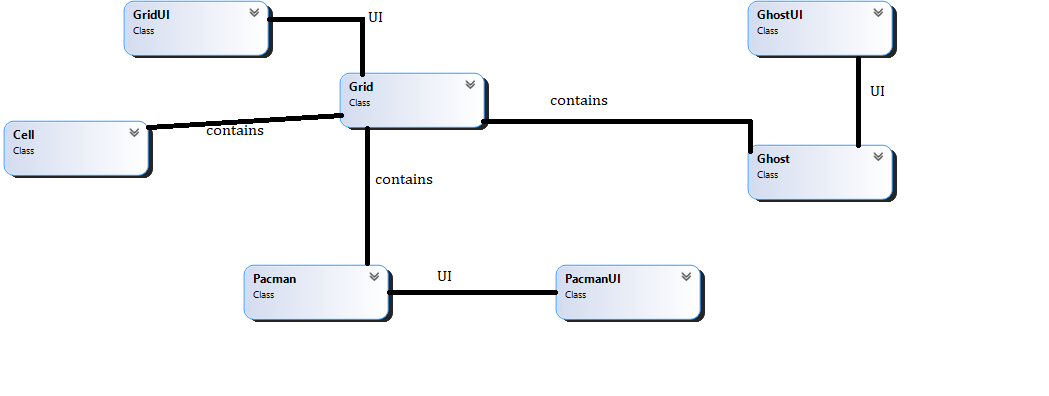 GridUI
Class
UI
GhostUI
Class
Grid
Class
UI
contains
Cell
Class
contains
Ghost
Class
contains
Pacman
Class
UI
PacmanUI
Class